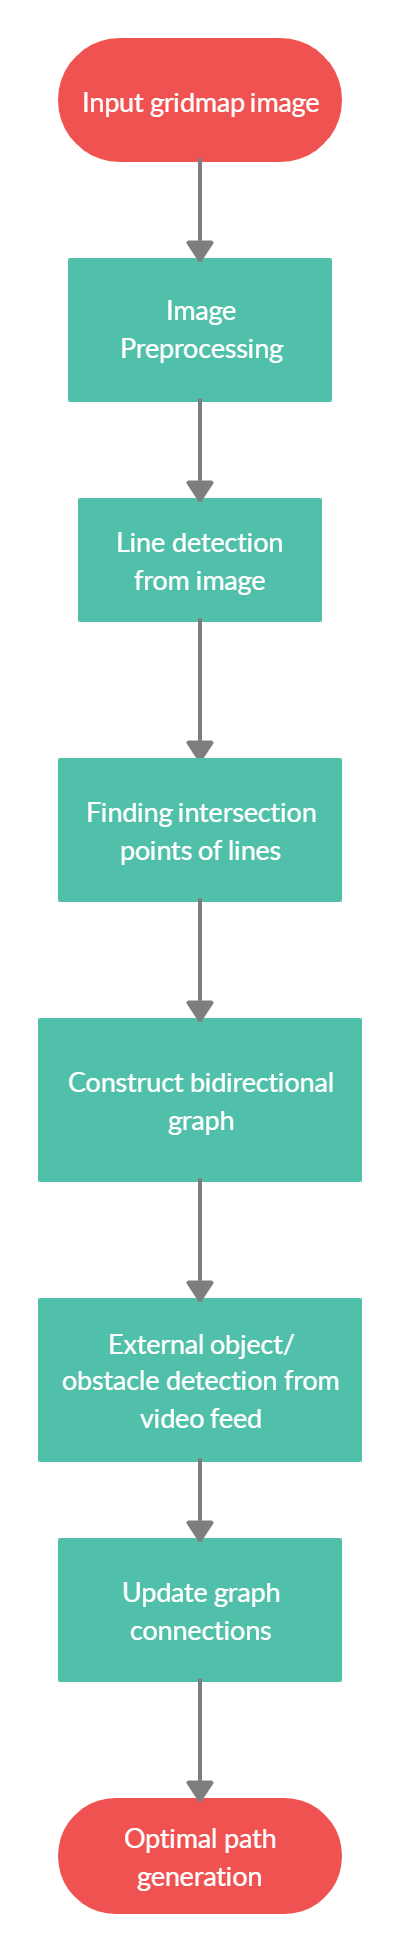 Input gridmap image
Image
Preprocessing
Line detection
from image
Finding intersection
points of lines
Construct bidirectional
graph
External object/
obstacle detection from
video feed
Update graph
connections
Optimal path
generation